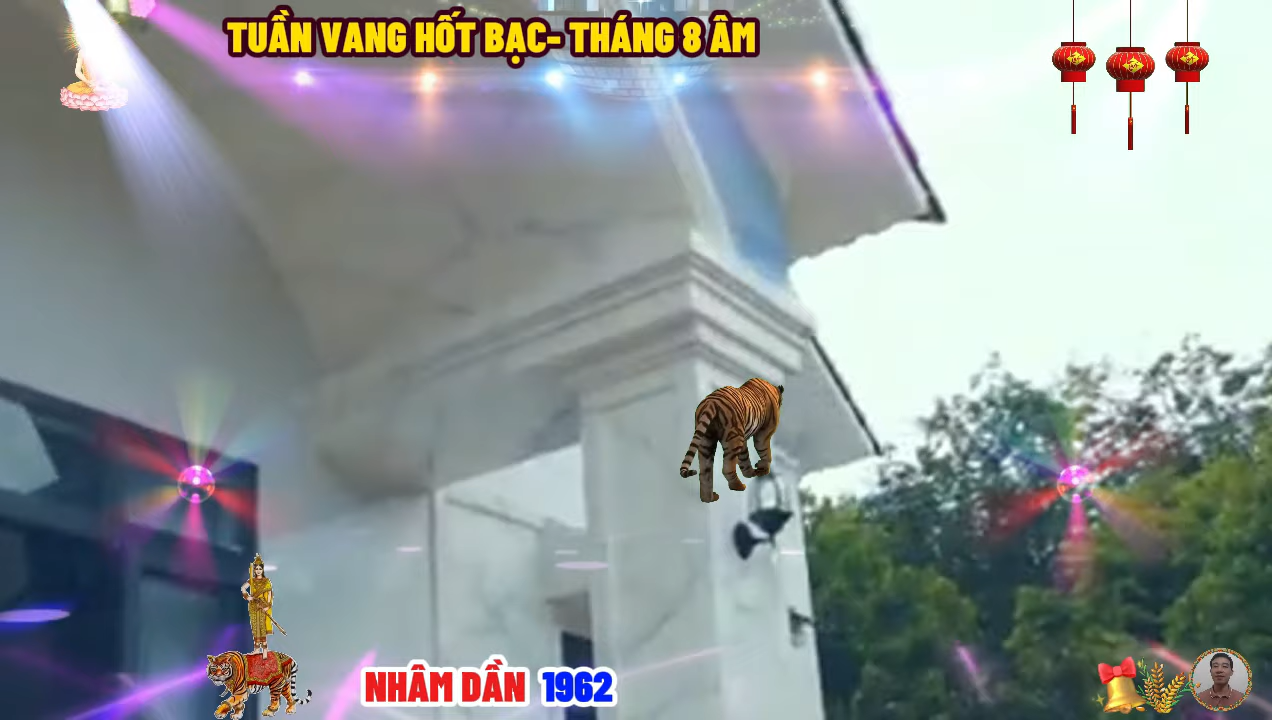 TUẦN VANG HỐT BẠC- THÁNG 8 ÂM
NHÂM DẦN 1962